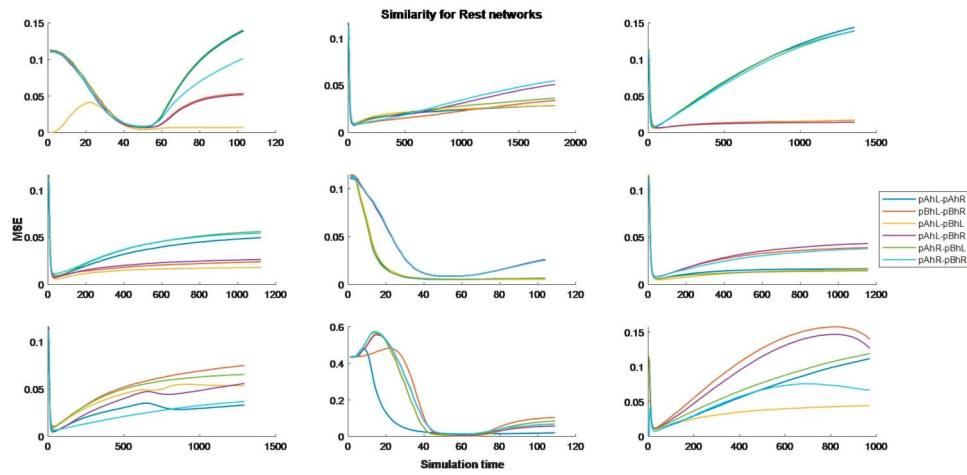 Similarity for Rest networks
0.15
0.1
0.05
0
0 20 40 60 80 100 120
0.1
0.05
0
0 500 1000 1500 2000
0.15
0.1
0.05
0
0 500 1000 1500
MSE
0.1
0.05
0
0 200 400 600 800 1000 1200
0.1
0.05
0
0 20 40 60 80 100 120
0.1
0.05
0
0 200 400 600 800 1000 1200
pAhL-pAhR
pBhL-pBhR
pAhL-pBhL
pAhL-pBhR
pAhR-pBhL
pAhR-pBhR
0.1
0.05
0
0 500 1000 1500
0.6
0.4
0.2
0
0 20 40 60 80 100 120
0.15
0.1
0.05
0
0 200 400 600 800 1000
Simulation time